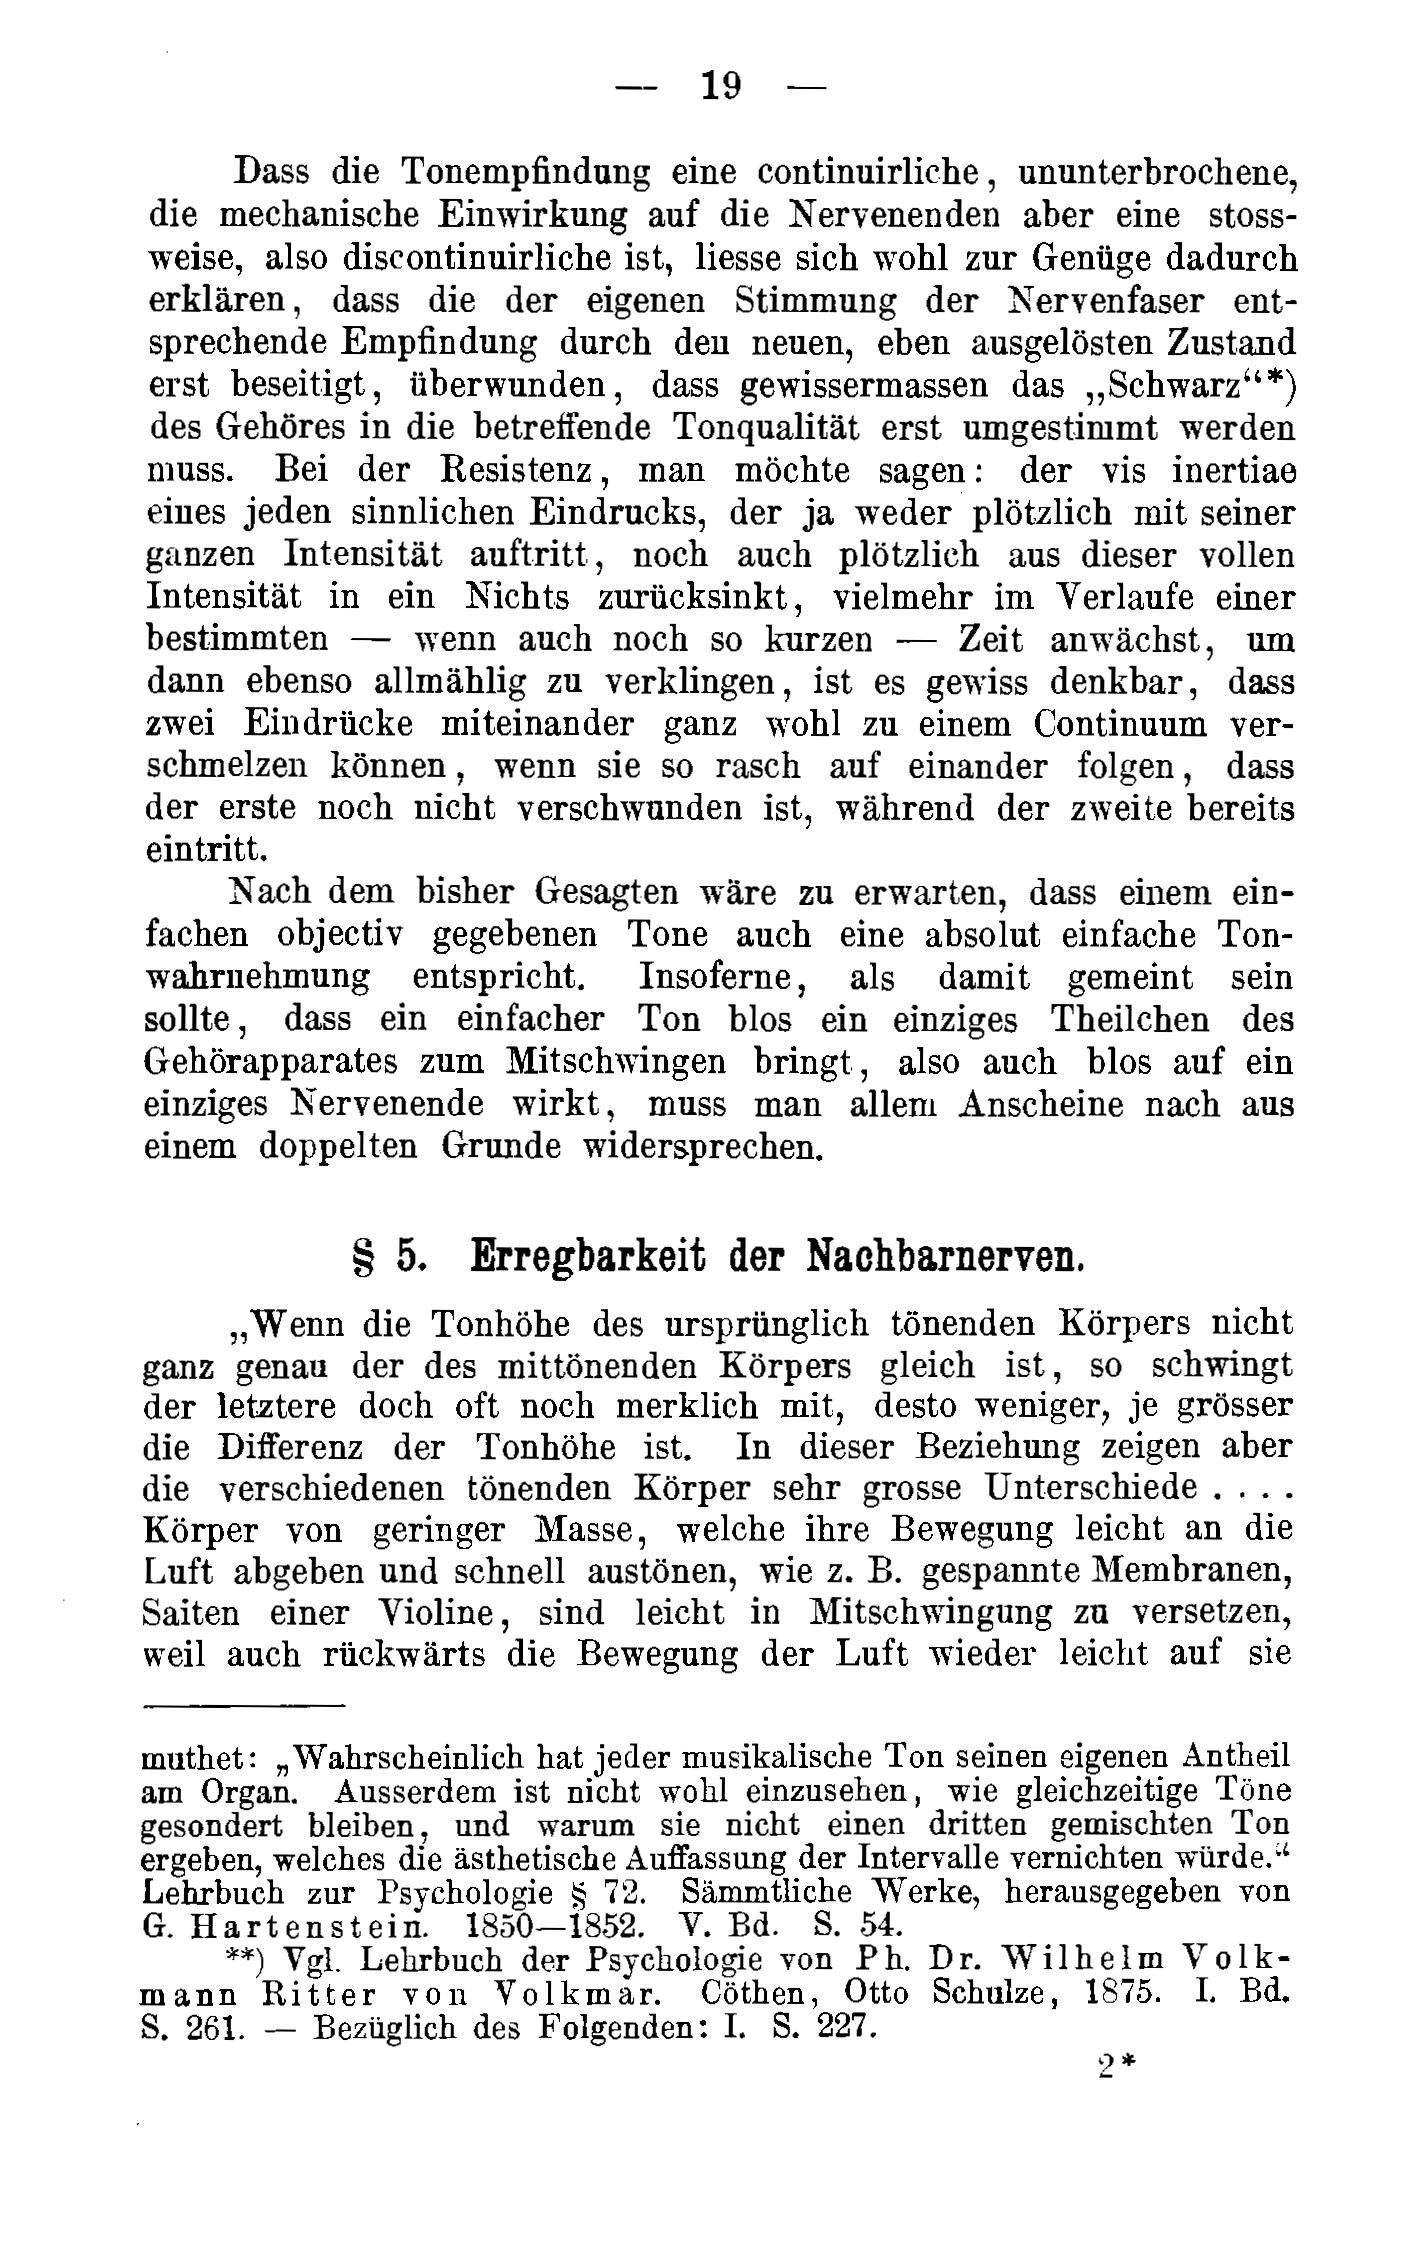 — 19 —
Dass die Tonempfindung eine continuirliche, ununterbrochene,
die mechanische Einwirkung auf die Nervenenden aber eine stoss-
weise, also discontinuirliche ist, liesse sich wohl zur Genüge dadurch
erklären, dass die der eigenen Stimmung der Nervenfaser ent-
sprechende Empfindung durch den neuen, eben ausgelösten Zustand
erst beseitigt, überwunden, dass gewissermassen das „Schwarz“*)
des Gehöres in die betreffende Tonqualität erst umgestimmt werden
muss. Bei der Resistenz, man möchte sagen: der vis inertiae
eines jeden sinnlichen Eindrucks, der ja weder plötzlich mit seiner
ganzen Intensität auftritt, noch auch plötzlich aus dieser vollen
Intensität in ein Nichts zurücksinkt, vielmehr im Verlaufe einer
bestimmten — wenn auch noch so kurzen — Zeit anwächst, um
dann ebenso allmählig zu verklingen, ist es gewiss denkbar, dass
zwei Eindrücke miteinander ganz wohl zu einem Continuum ver-
schmelzen können, wenn sie so rasch auf einander folgen, dass
der erste noch nicht verschwunden ist, während der zweite bereits
eintritt.
Nach dem bisher Gesagten wäre zu erwarten, dass einem ein-
fachen objectiv gegebenen Tone auch eine absolut einfache Ton-
wahrnehmung entspricht. Insoferne, als damit gemeint sein
sollte, dass ein einfacher Ton blos ein einziges Theilchen des
Gehörapparates zum Mitschwingen bringt, also auch blos auf ein
einziges Nervenende wirkt, muss man allem Anscheine nach aus
einem doppelten Grunde widersprechen.
§ 5. Erregbarkeit der Nachbarnerven.
„Wenn die Tonhöhe des ursprünglich tönenden Körpers nicht
ganz genau der des mittönenden Körpers gleich ist, so schwingt
der letztere doch oft noch merklich mit, desto weniger, je grösser
die Differenz der Tonhöhe ist. In dieser Beziehung zeigen aber
die verschiedenen tönenden Körper sehr grosse Unterschiede . . . .
Körper von geringer Masse, welche ihre Bewegung leicht an die
Luft abgeben und schnell austönen, wie z. B. gespannte Membranen,
Saiten einer Violine, sind leicht in Mitschwingung zu versetzen,
weil auch rückwärts die Bewegung der Luft wieder leicht auf sie
muthet: „Wahrscheinlich hat jeder musikalische Ton seinen eigenen Antheil
am Organ. Ausserdem ist nicht wohl einzusehen, wie gleichzeitige Töne
gesondert bleiben, und warum sie nicht einen dritten gemischten Ton
ergeben, welches die ästhetische Auffassung der Intervalle vernichten würde.“
Lehrbuch zur Psychologie § 72. Sämmtliche Werke, herausgegeben von
G. Hartenstein. 1850—1852. V. Bd. S. 54.
**) Vgl. Lehrbuch der Psychologie von Ph. Dr. Wilhelm Volk-
mann Ritter von Volkmar. Cöthen, Otto Schulze, 1875. I. Bd.
S. 261. — Bezüglich des Folgenden: I. S. 227.
2*